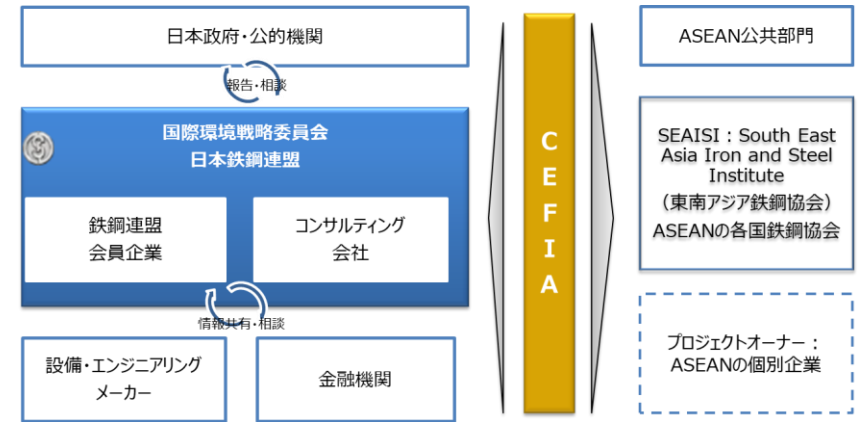 日本政府・公的機関
報告・相談
国際環境戦略委員会
日本鉄鋼連盟
鉄鋼連盟
会員企業
コンサルティング
会社
情報共有・相談
設備・エンジニアリング
メーカー
金融機関
C
E
F
I
A
ASEAN公共部門
SEAISI：South East
Asia Iron and Steel
Institute
（東南アジア鉄鋼協会）
ASEANの各国鉄鋼協会
プロジェクトオーナー：
ASEANの個別企業